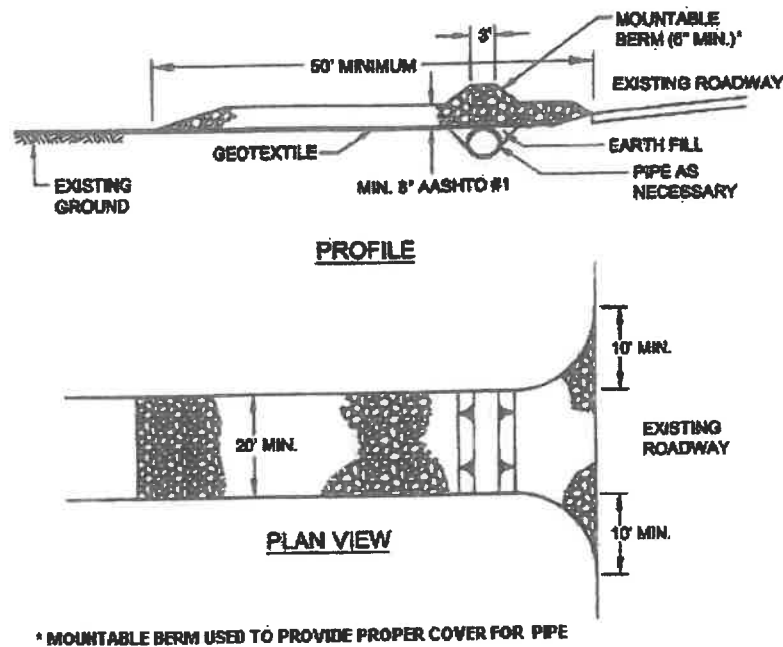 3'
MOUNTABLE
BERM (6" MIN.)*
50' MINIMUM
EXISTING ROADWAY
GEOTEXTILE
EARTH FILL
EXISTING
GROUND
MIN. 8" AASHTO #1
PIPE AS
NECESSARY
PROFILE
10' MIN.
20' MIN.
EXISTING
ROADWAY
10' MIN.
PLAN VIEW
* MOUNTABLE BERM USED TO PROVIDE PROPER COVER FOR PIPE